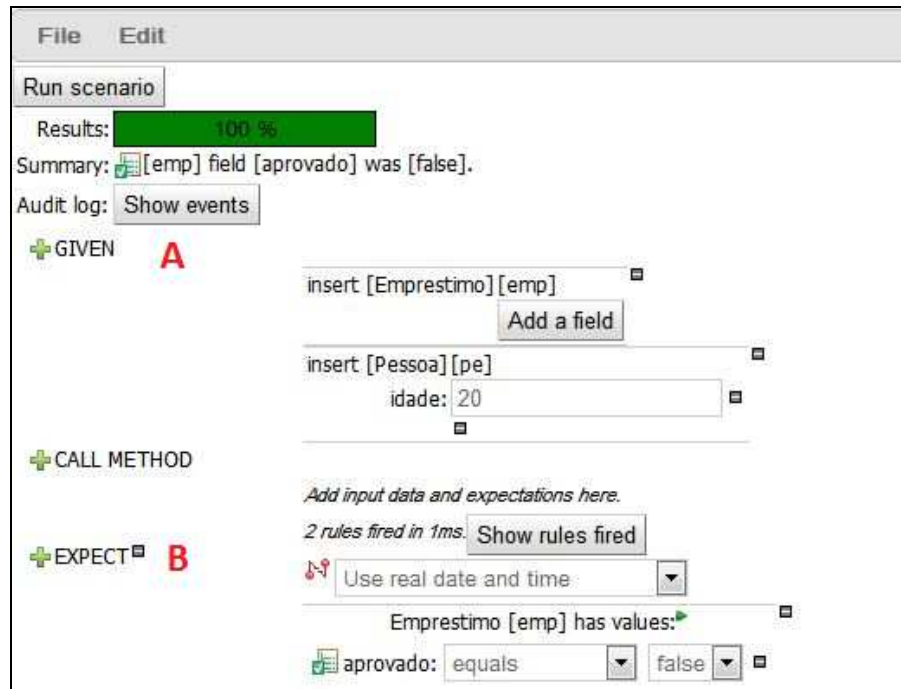 File Edit
Run scenario
Results: 100 %
Summary: [emp] field [aprovado] was [false].
Audit log: Show events
GIVEN A
insert [Emprestimo][emp]
Add a field
insert [Pessoa][pe]
idade: 20
CALL METHOD
Add input data and expectations here.
2 rules fired in 1ms. Show rules fired
EXPECT B
Use real date and time
Emprestimo [emp] has values:
aprovado: equals false